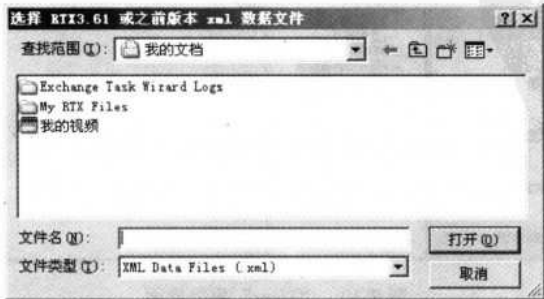 选择 RTX3.61 或之前版本 xml 数据文件
查找范围(I): 我的文档
Exchange Task Wizard Logs
My RTX Files
我的视频
文件名(N):
打开(O)
文件类型(T): XML Data Files (.xml)
取消